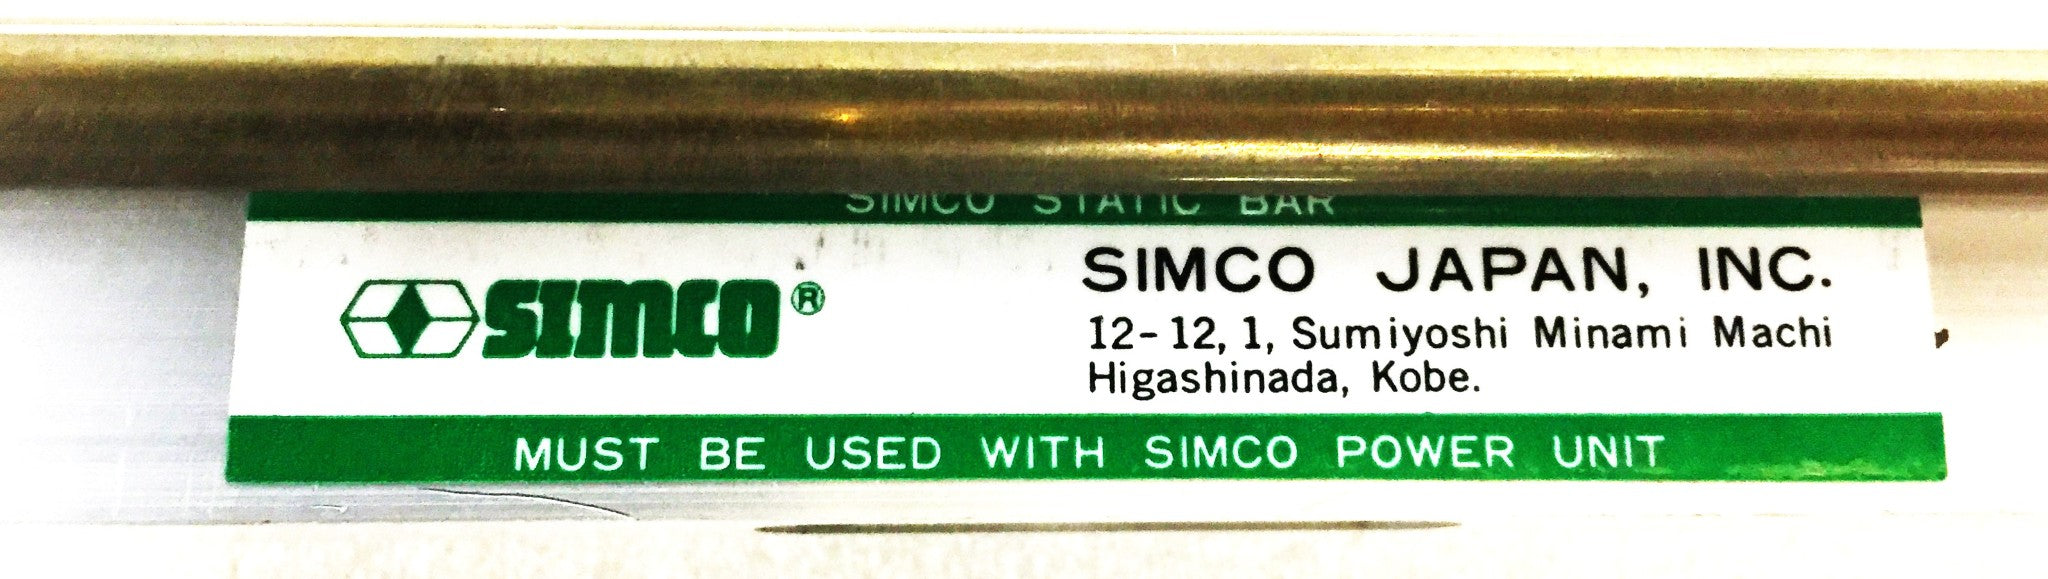 SIMCO STATIC BAR
SIMCO®
SIMCO JAPAN, INC.
12-12, 1, Sumiyoshi Minami Machi
Higashinada, Kobe.
MUST BE USED WITH SIMCO POWER UNIT